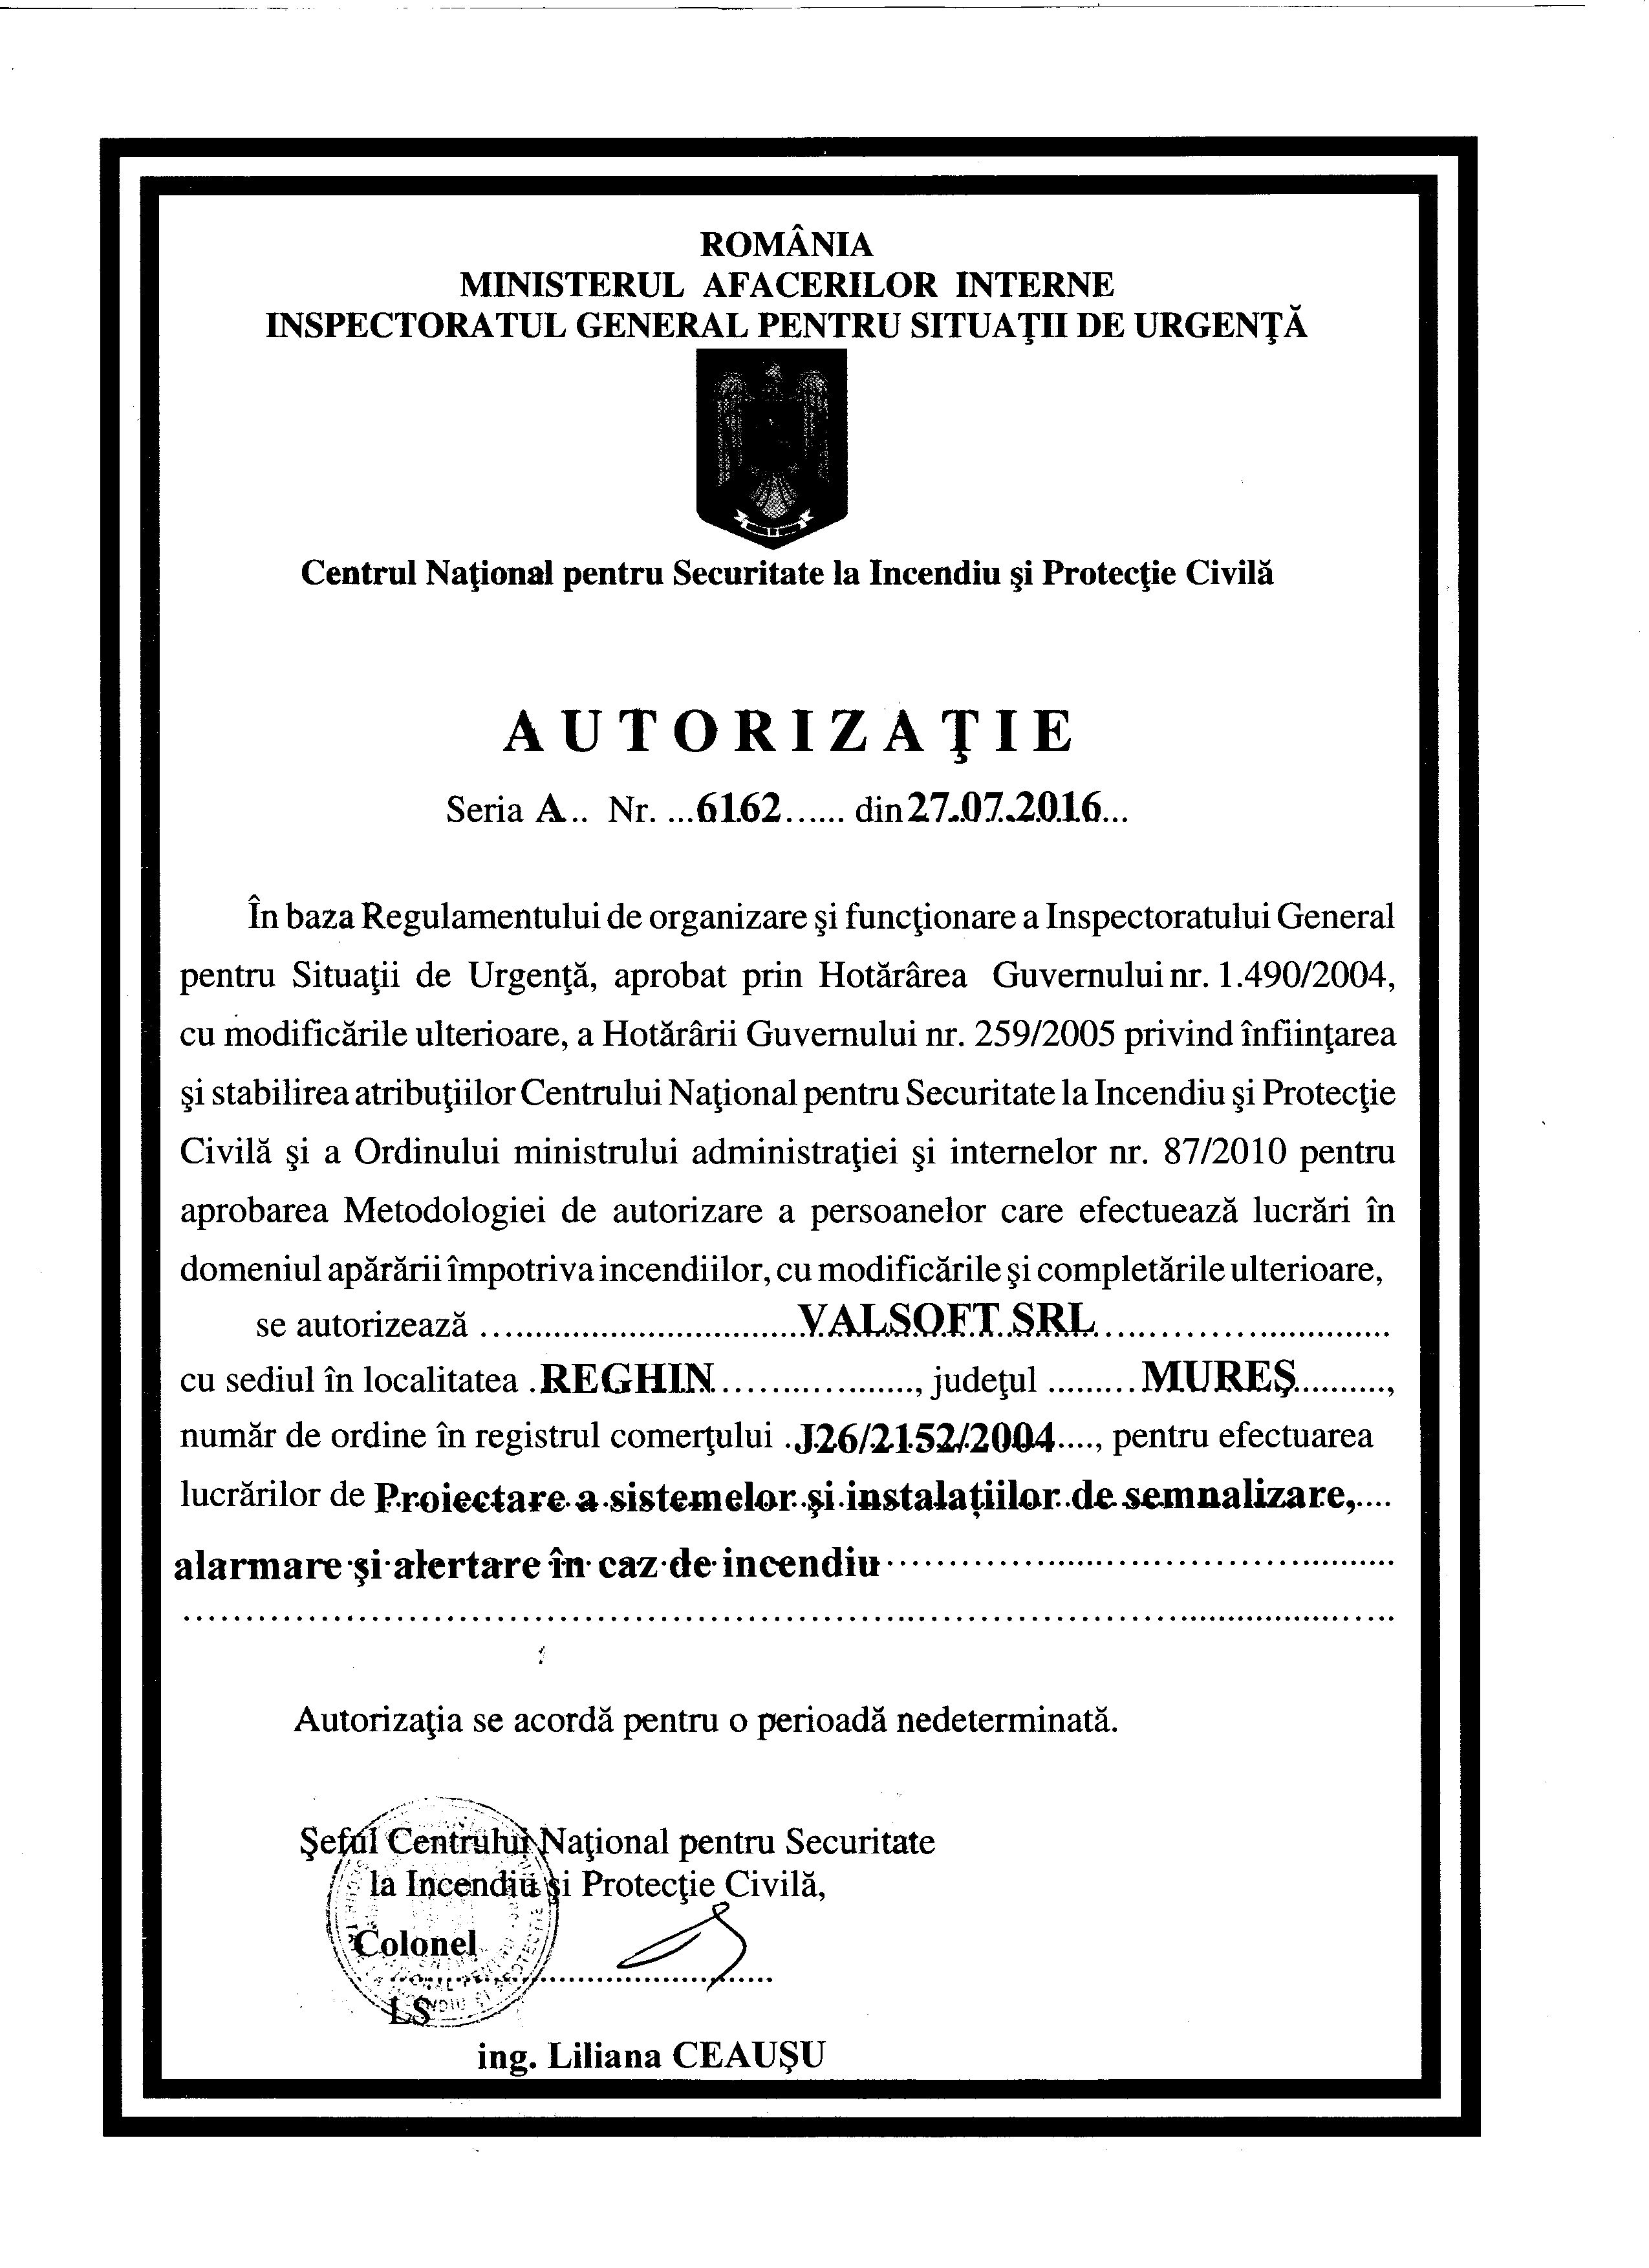 ROMÂNIA
MINISTERUL AFACERILOR INTERNE
INSPECTORATUL GENERAL PENTRU SITUAŢII DE URGENŢĂ
Centrul Naţional pentru Securitate la Incendiu şi Protecţie Civilă
AUTORIZAŢIE
Seria A.. Nr. ...6162...... din 27.07.2016...
În baza Regulamentului de organizare şi funcţionare a Inspectoratului General
pentru Situaţii de Urgenţă, aprobat prin Hotărârea Guvernului nr. 1.490/2004,
cu modificările ulterioare, a Hotărârii Guvernului nr. 259/2005 privind înfiinţarea
şi stabilirea atribuţiilor Centrului Naţional pentru Securitate la Incendiu şi Protecţie
Civilă şi a Ordinului ministrului administraţiei şi internelor nr. 87/2010 pentru
aprobarea Metodologiei de autorizare a persoanelor care efectuează lucrări în
domeniul apărării împotriva incendiilor, cu modificările şi completările ulterioare,
se autorizează ..............................VALSOFT SRL..............................
cu sediul în localitatea .REGHIN..................., judeţul .........MUREŞ..........,
număr de ordine în registrul comerţului .J26/2152/2004...., pentru efectuarea
lucrărilor de Proiectare a sistemelor şi instalaţiilor de semnalizare,....
alarmare şi alertare în caz de incendiu
Autorizaţia se acordă pentru o perioadă nedeterminată.
Şeful Centrului Naţional pentru Securitate
la Incendiu şi Protecţie Civilă,
Colonel
LS
ing. Liliana CEAUŞU